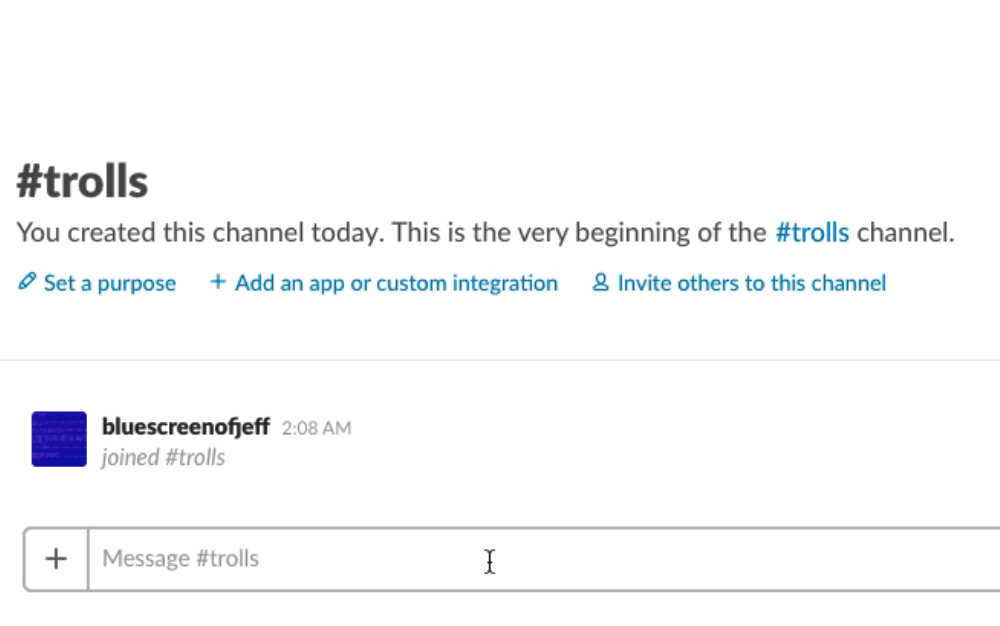 #trolls
You created this channel today. This is the very beginning of the #trolls channel.
Set a purpose + Add an app or custom integration Invite others to this channel
bluescreenofjeff 2:08 AM
joined #trolls
+ Message #trolls